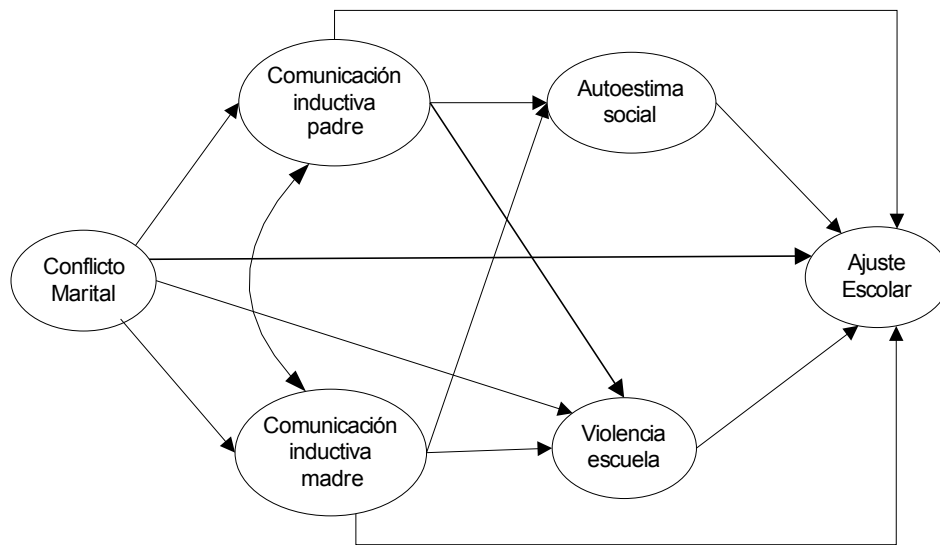 Comunicación
inductiva
padre
Autoestima
social
Conflicto
Marital
Ajuste
Escolar
Comunicación
inductiva
madre
Violencia
escuela